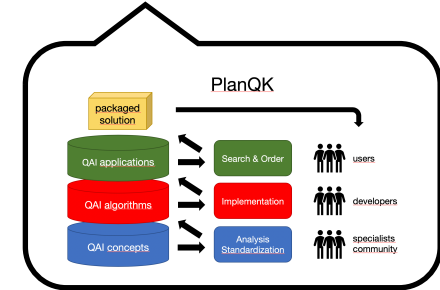 PlanQK
packaged
solution
QAI applications
Search & Order
users
QAI algorithms
Implementation
developers
QAI concepts
Analysis
Standardization
specialists
community